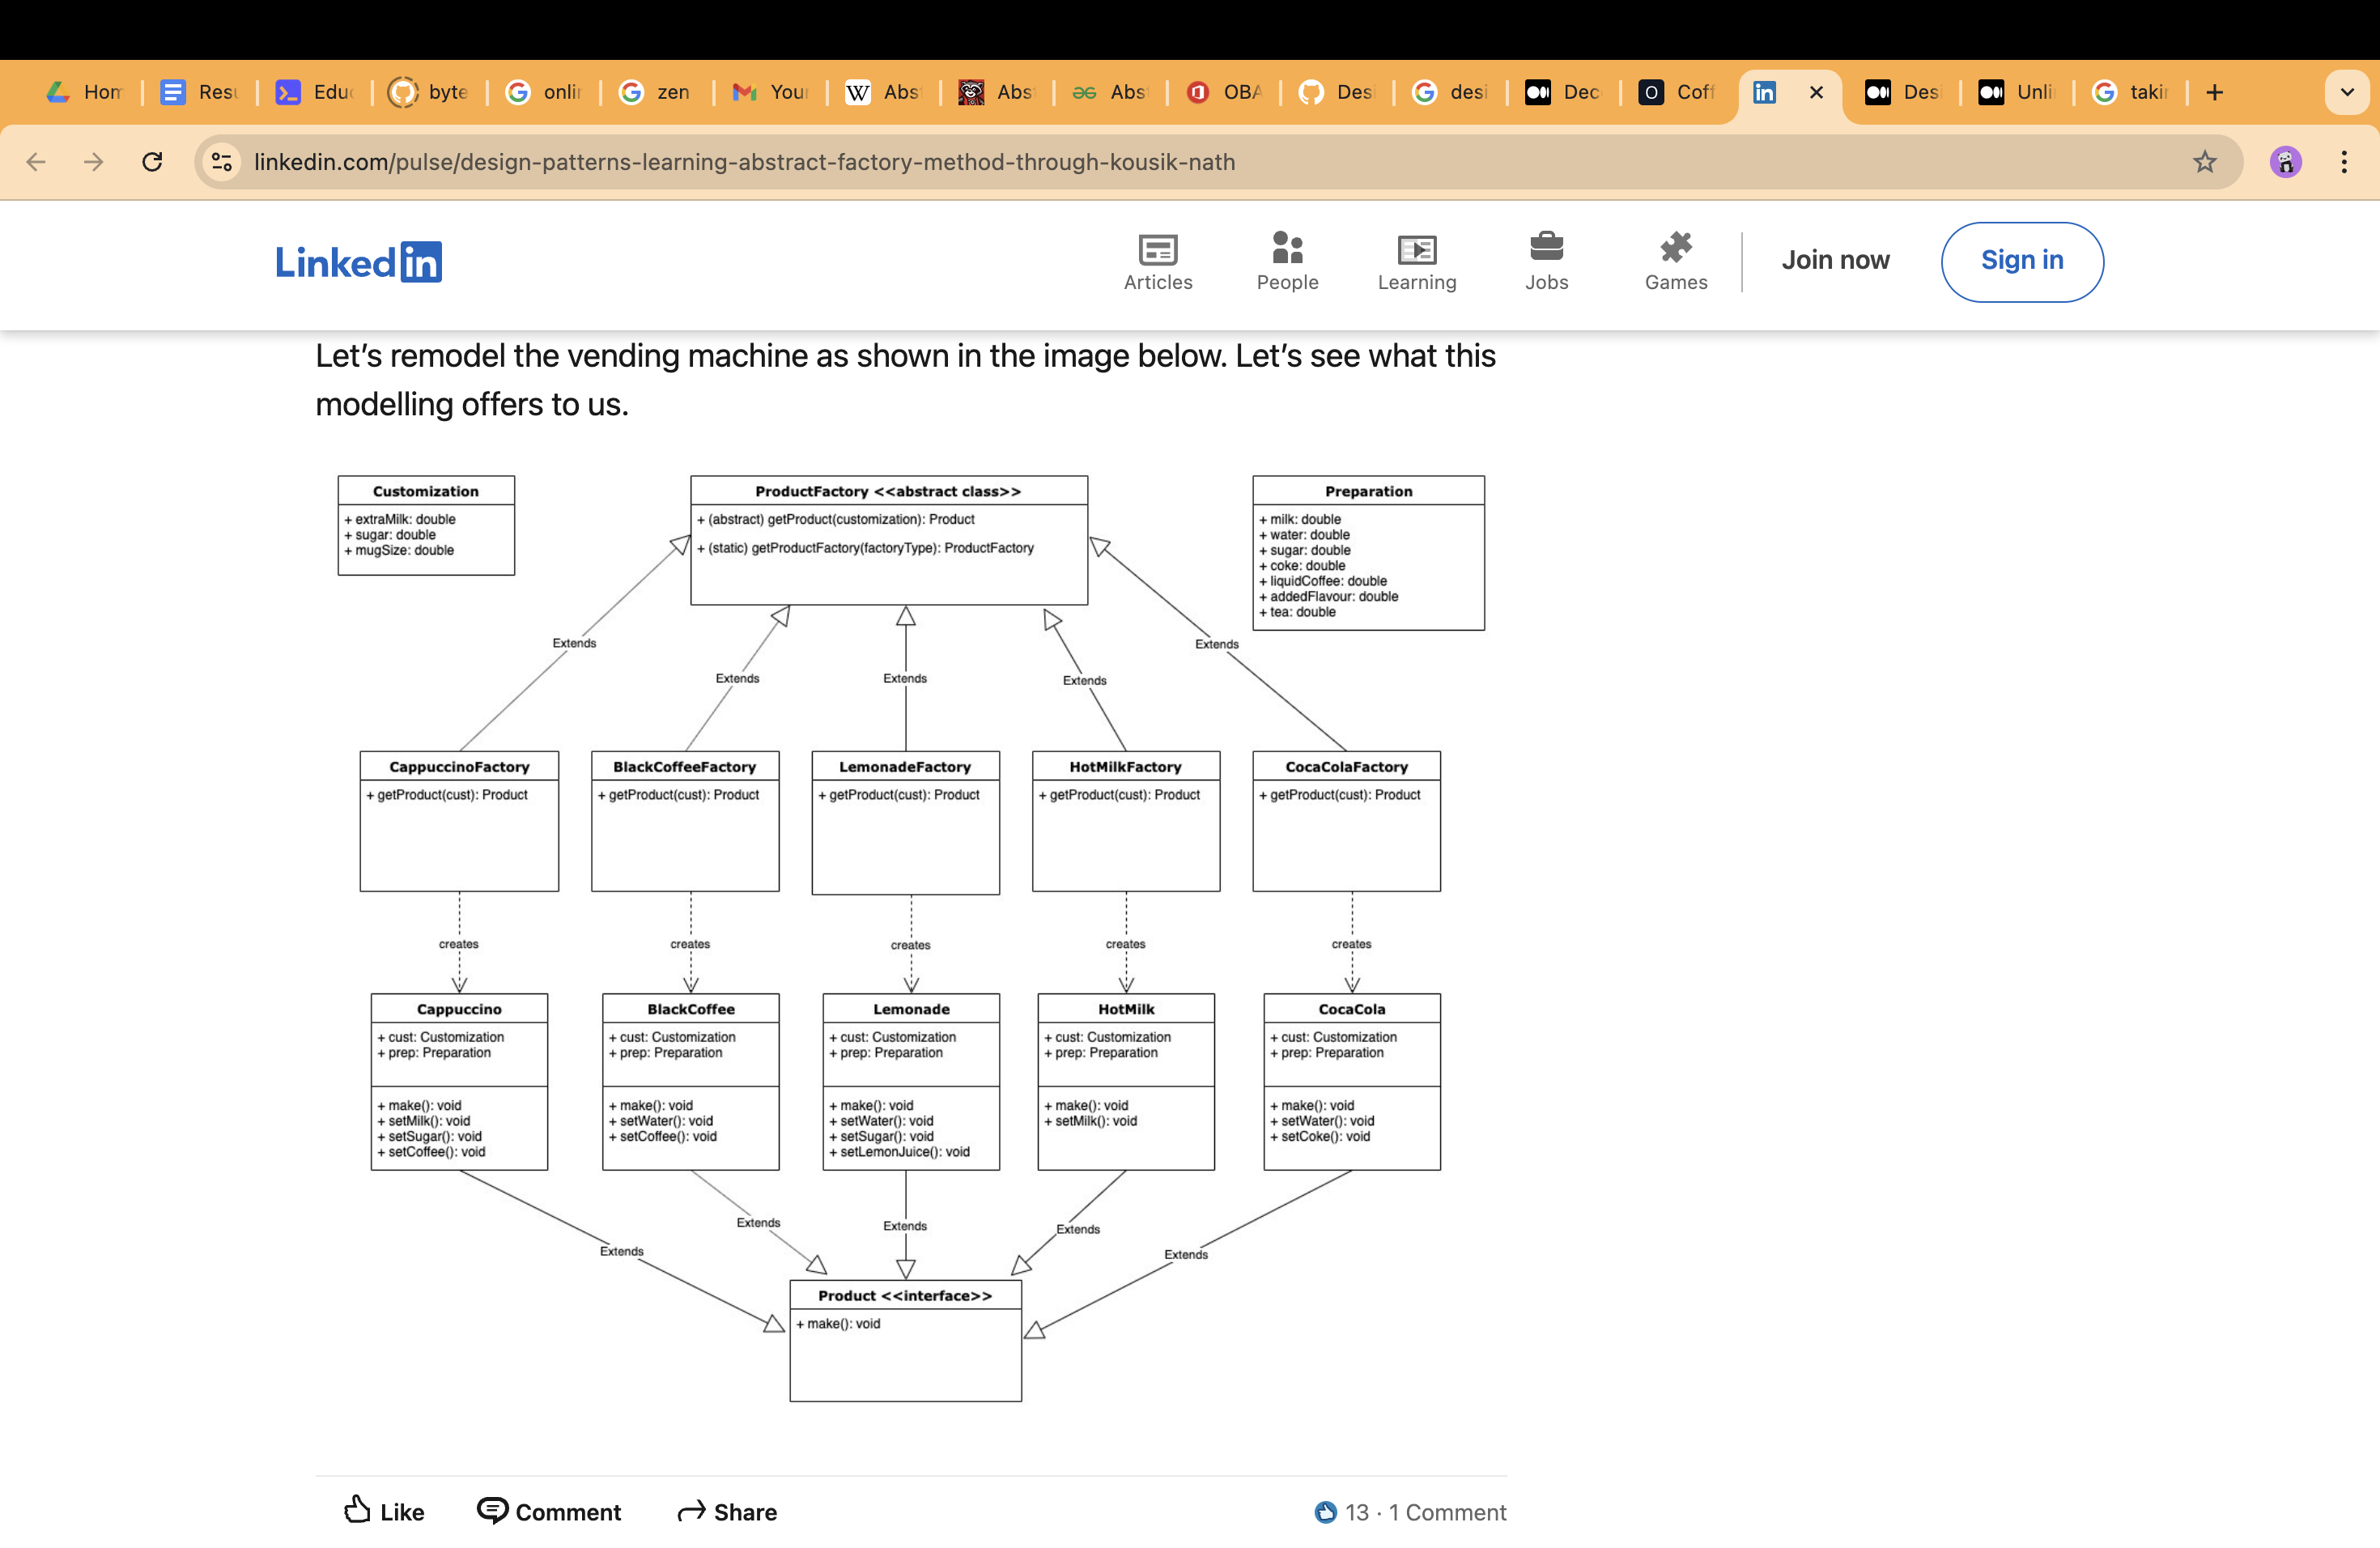 Hom
Resu
Educ
byte
onlin
zen
Your
Abs
Abs
Abs
OBA
Desi
desi
Dec
Coff
Desi
Unli
takin
linkedin.com/pulse/design-patterns-learning-abstract-factory-method-through-kousik-nath
Linked in
Articles
People
Learning
Jobs
Games
Join now
Sign in
Let’s remodel the vending machine as shown in the image below. Let’s see what this
modelling offers to us.
Customization
+ extraMilk: double
+ sugar: double
+ mugSize: double
ProductFactory <<abstract class>>
+ (abstract) getProduct(customization): Product
+ (static) getProductFactory(factoryType): ProductFactory
Preparation
+ milk: double
+ water: double
+ sugar: double
+ coke: double
+ liquidCoffee: double
+ addedFlavour: double
+ tea: double
Extends
Extends
Extends
Extends
Extends
CappuccinoFactory
+ getProduct(cust): Product
BlackCoffeeFactory
+ getProduct(cust): Product
LemonadeFactory
+ getProduct(cust): Product
HotMilkFactory
+ getProduct(cust): Product
CocaColaFactory
+ getProduct(cust): Product
creates
creates
creates
creates
creates
Cappuccino
+ cust: Customization
+ prep: Preparation
+ make(): void
+ setMilk(): void
+ setSugar(): void
+ setCoffee(): void
BlackCoffee
+ cust: Customization
+ prep: Preparation
+ make(): void
+ setWater(): void
+ setCoffee(): void
Lemonade
+ cust: Customization
+ prep: Preparation
+ make(): void
+ setWater(): void
+ setSugar(): void
+ setLemonJuice(): void
HotMilk
+ cust: Customization
+ prep: Preparation
+ make(): void
+ setMilk(): void
CocaCola
+ cust: Customization
+ prep: Preparation
+ make(): void
+ setWater(): void
+ setCoke(): void
Extends
Extends
Extends
Extends
Extends
Product <<interface>>
+ make(): void
Like
Comment
Share
13 · 1 Comment